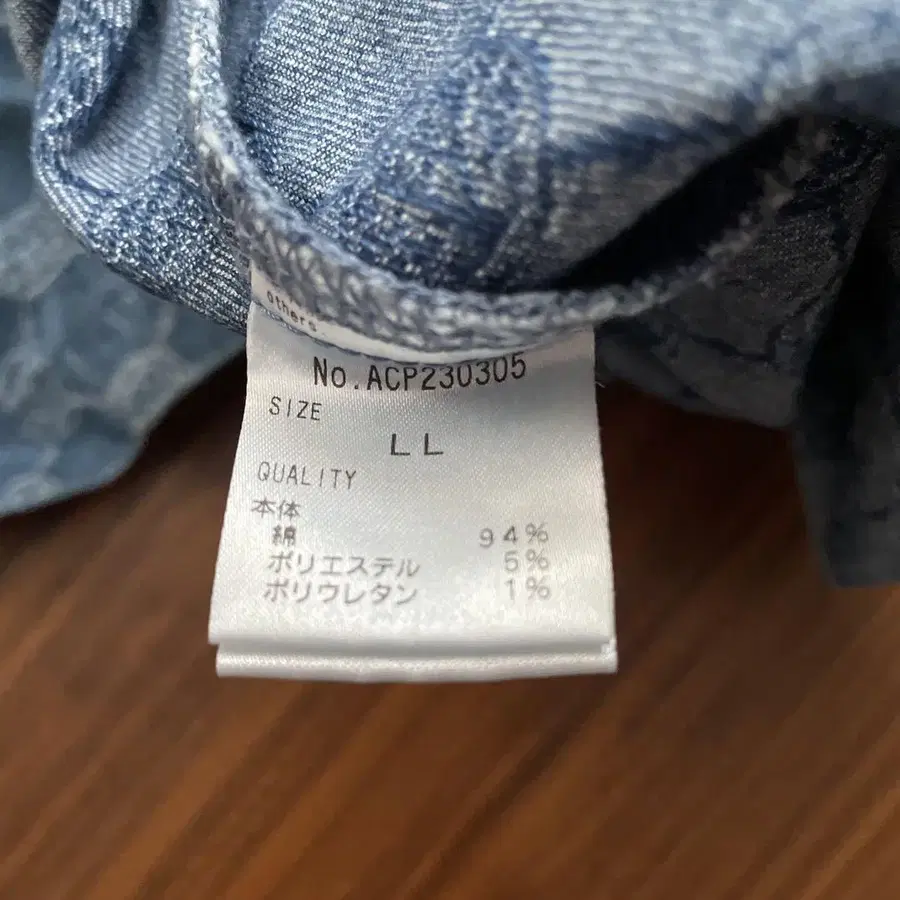 others.
No.ACP230305
SIZE
LL
QUALITY
本体
綿 94%
ポリエステル 5%
ポリウレタン 1%